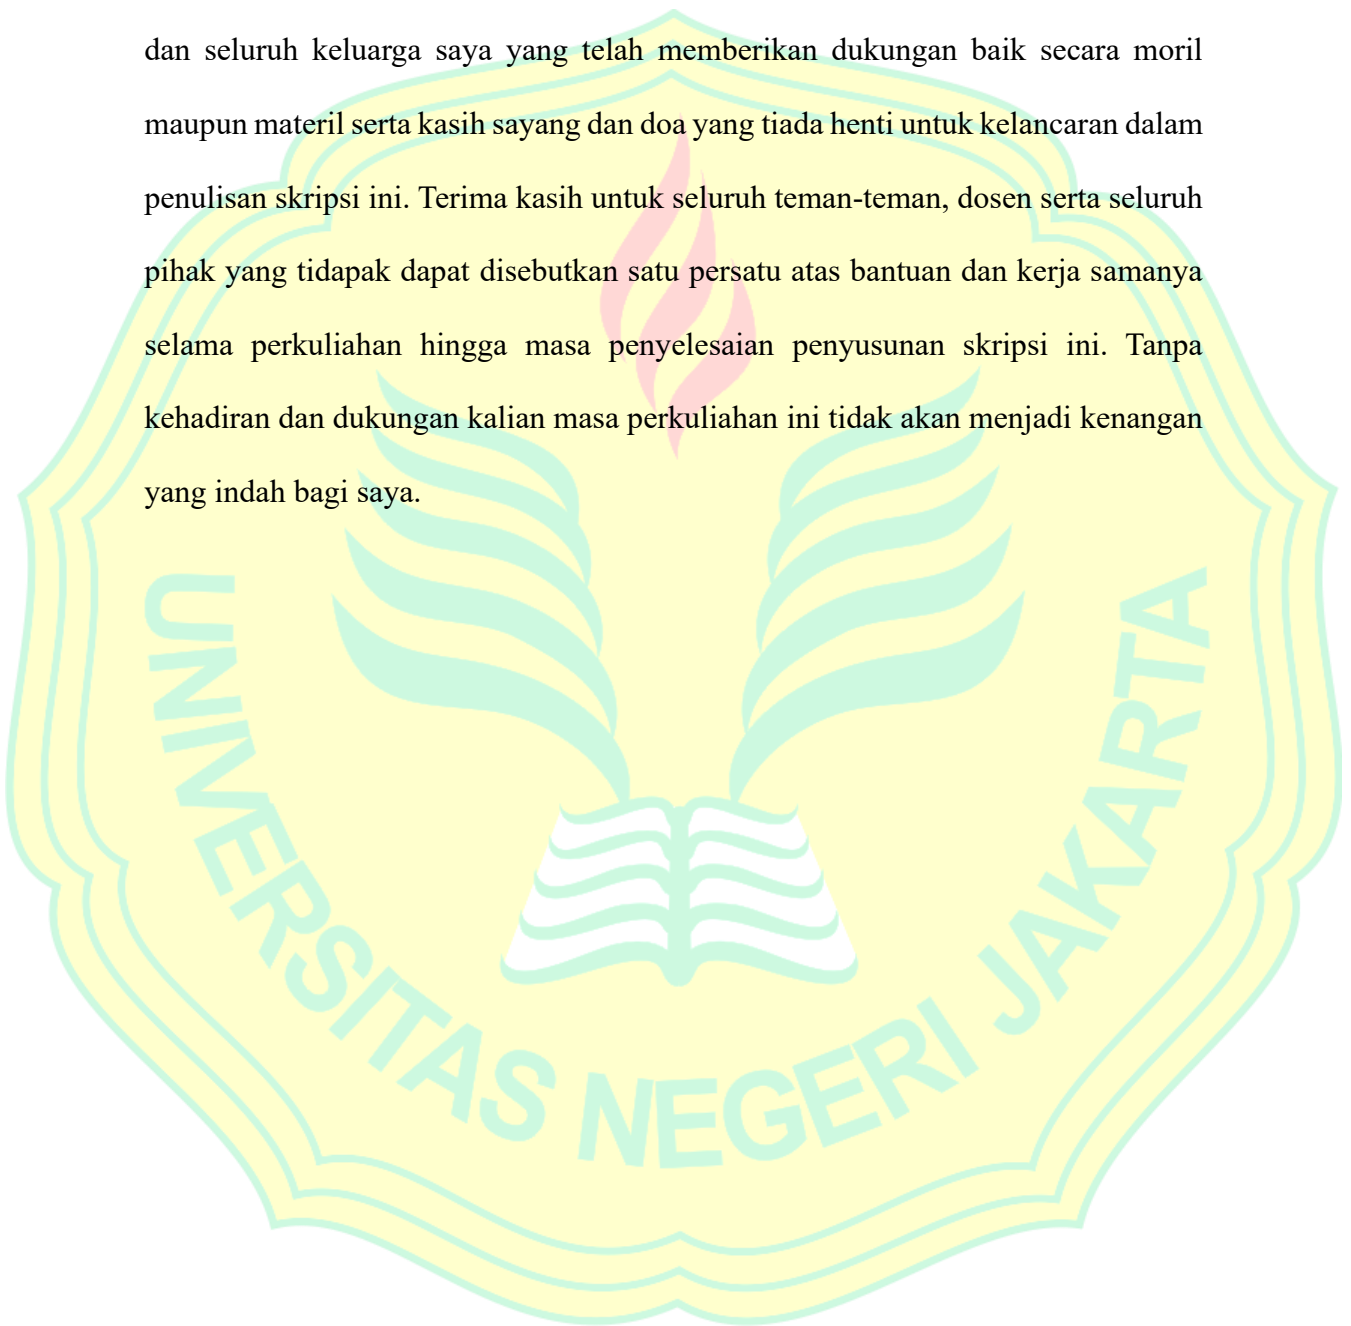 dan seluruh keluarga saya yang telah memberikan dukungan baik secara moril
maupun materil serta kasih sayang dan doa yang tiada henti untuk kelancaran dalam
penulisan skripsi ini. Terima kasih untuk seluruh teman-teman, dosen serta seluruh
pihak yang tidapak dapat disebutkan satu persatu atas bantuan dan kerja samanya
selama perkuliahan hingga masa penyelesaian penyusunan skripsi ini. Tanpa
kehadiran dan dukungan kalian masa perkuliahan ini tidak akan menjadi kenangan
yang indah bagi saya.
UNIVERSITAS NEGERI JAKARTA